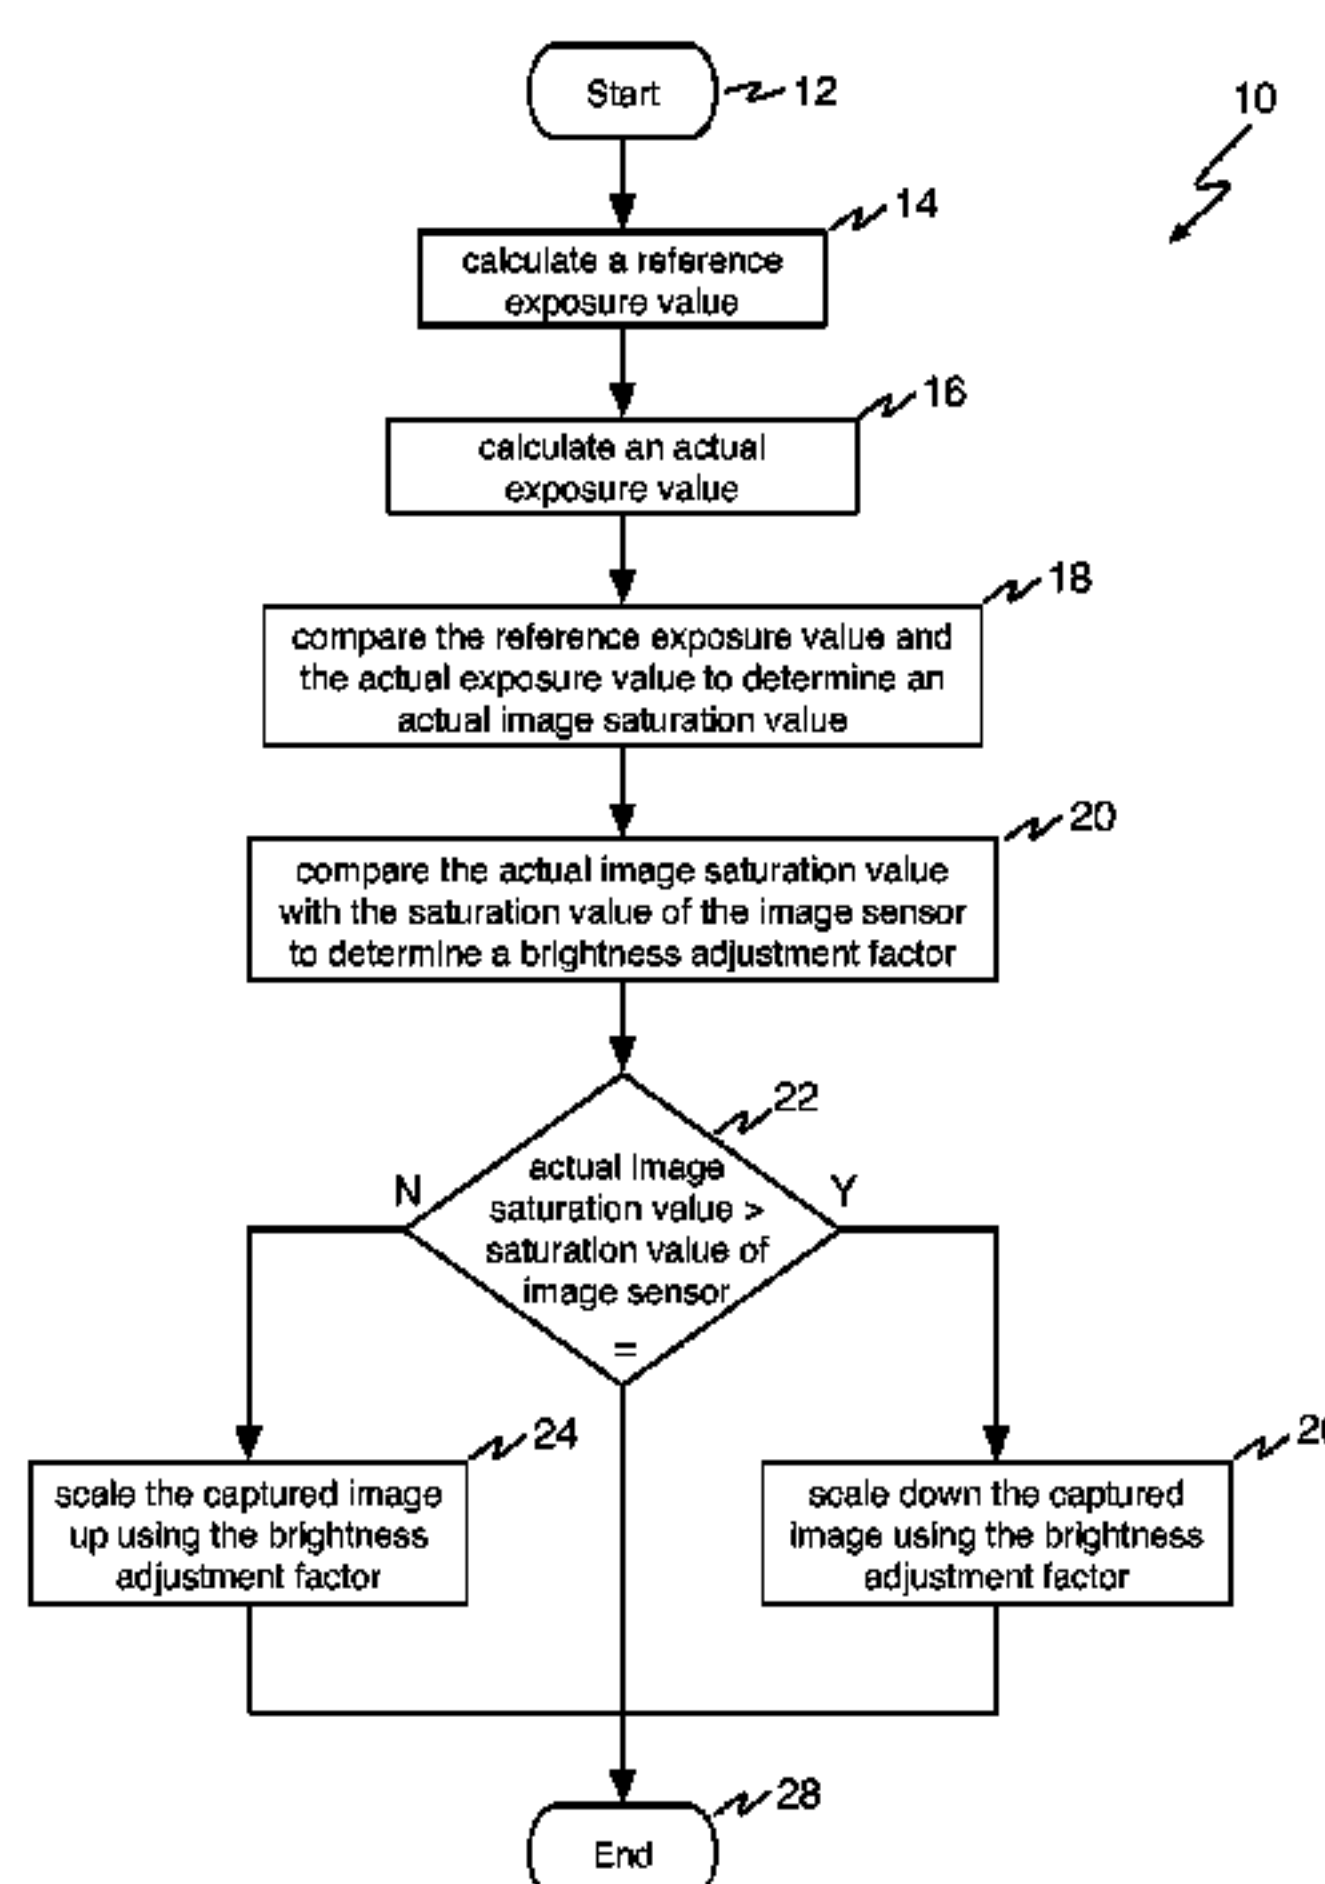 Start
12
10
14
calculate a reference
exposure value
16
calculate an actual
exposure value
18
compare the reference exposure value and
the actual exposure value to determine an
actual image saturation value
20
compare the actual image saturation value
with the saturation value of the image sensor
to determine a brightness adjustment factor
22
N
Y
actual image
saturation value >
saturation value of
image sensor
=
24
scale the captured image
up using the brightness
adjustment factor
scale down the captured
image using the brightness
adjustment factor
28
End